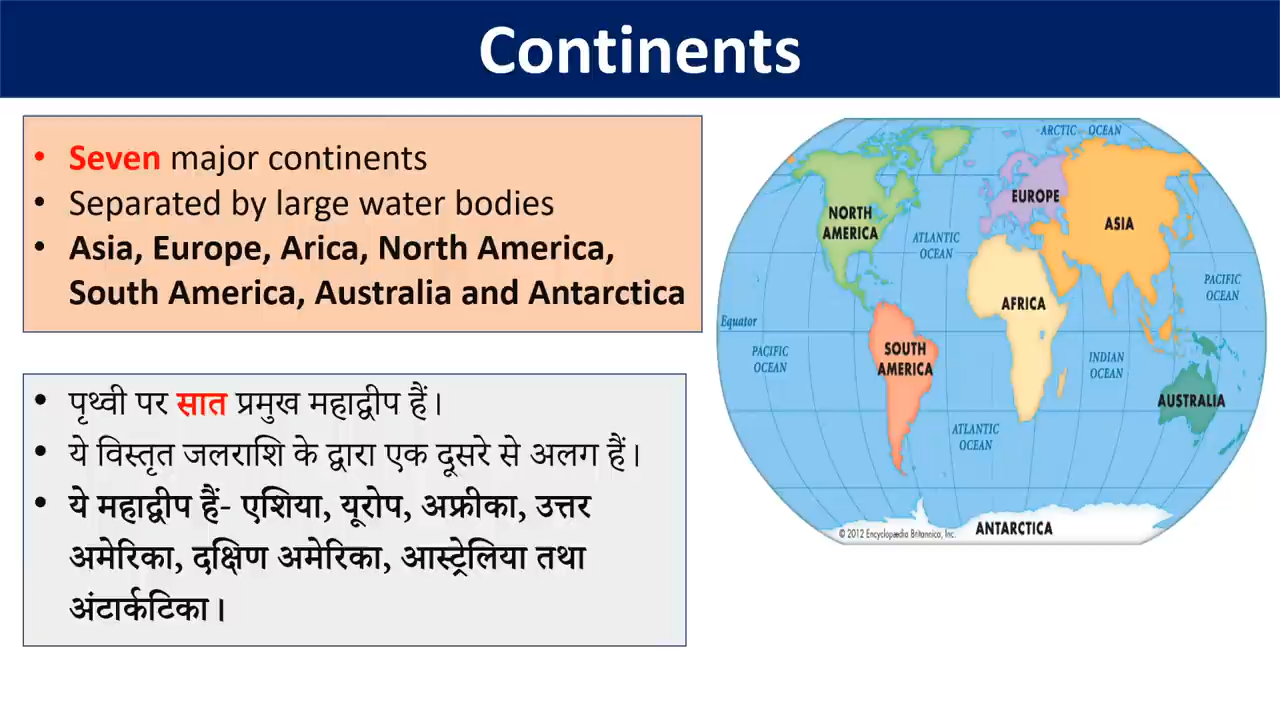 Continents
• Seven major continents
• Separated by large water bodies
• Asia, Europe, Arica, North America,
South America, Australia and Antarctica
• पृथ्वी पर सात प्रमुख महाद्वीप हैं।
• ये विस्तृत जलराशि के द्वारा एक दूसरे से अलग हैं।
• ये महाद्वीप हैं- एशिया, यूरोप, अफ्रीका, उत्तर
अमेरिका, दक्षिण अमेरिका, आस्ट्रेलिया तथा
अंटार्कटिका।
ARCTIC OCEAN
EUROPE
NORTH
AMERICA
ASIA
ATLANTIC
OCEAN
PACIFIC
OCEAN
AFRICA
Equator
PACIFIC
OCEAN
SOUTH
AMERICA
INDIAN
OCEAN
AUSTRALIA
ATLANTIC
OCEAN
ANTARCTICA
© 2012 Encyclopædia Britannica, Inc.